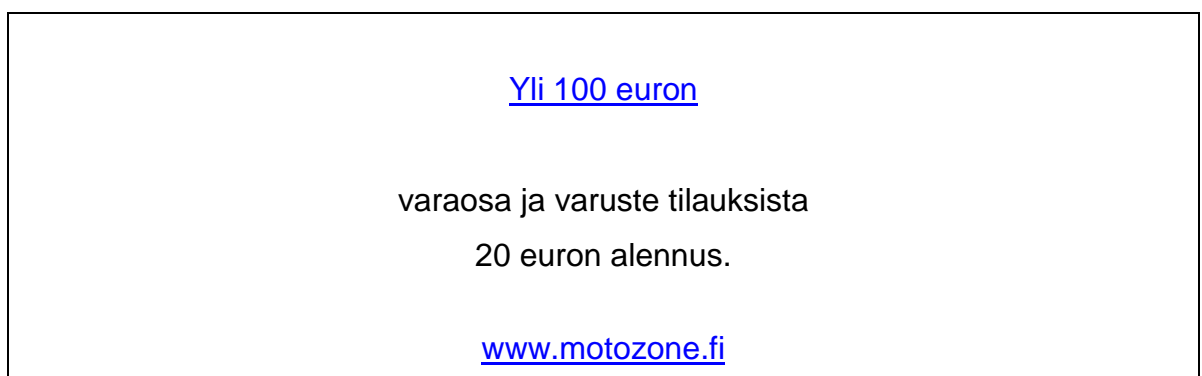 Yli 100 euron
varaosa ja varuste tilauksista
20 euron alennus.
www.motozone.fi